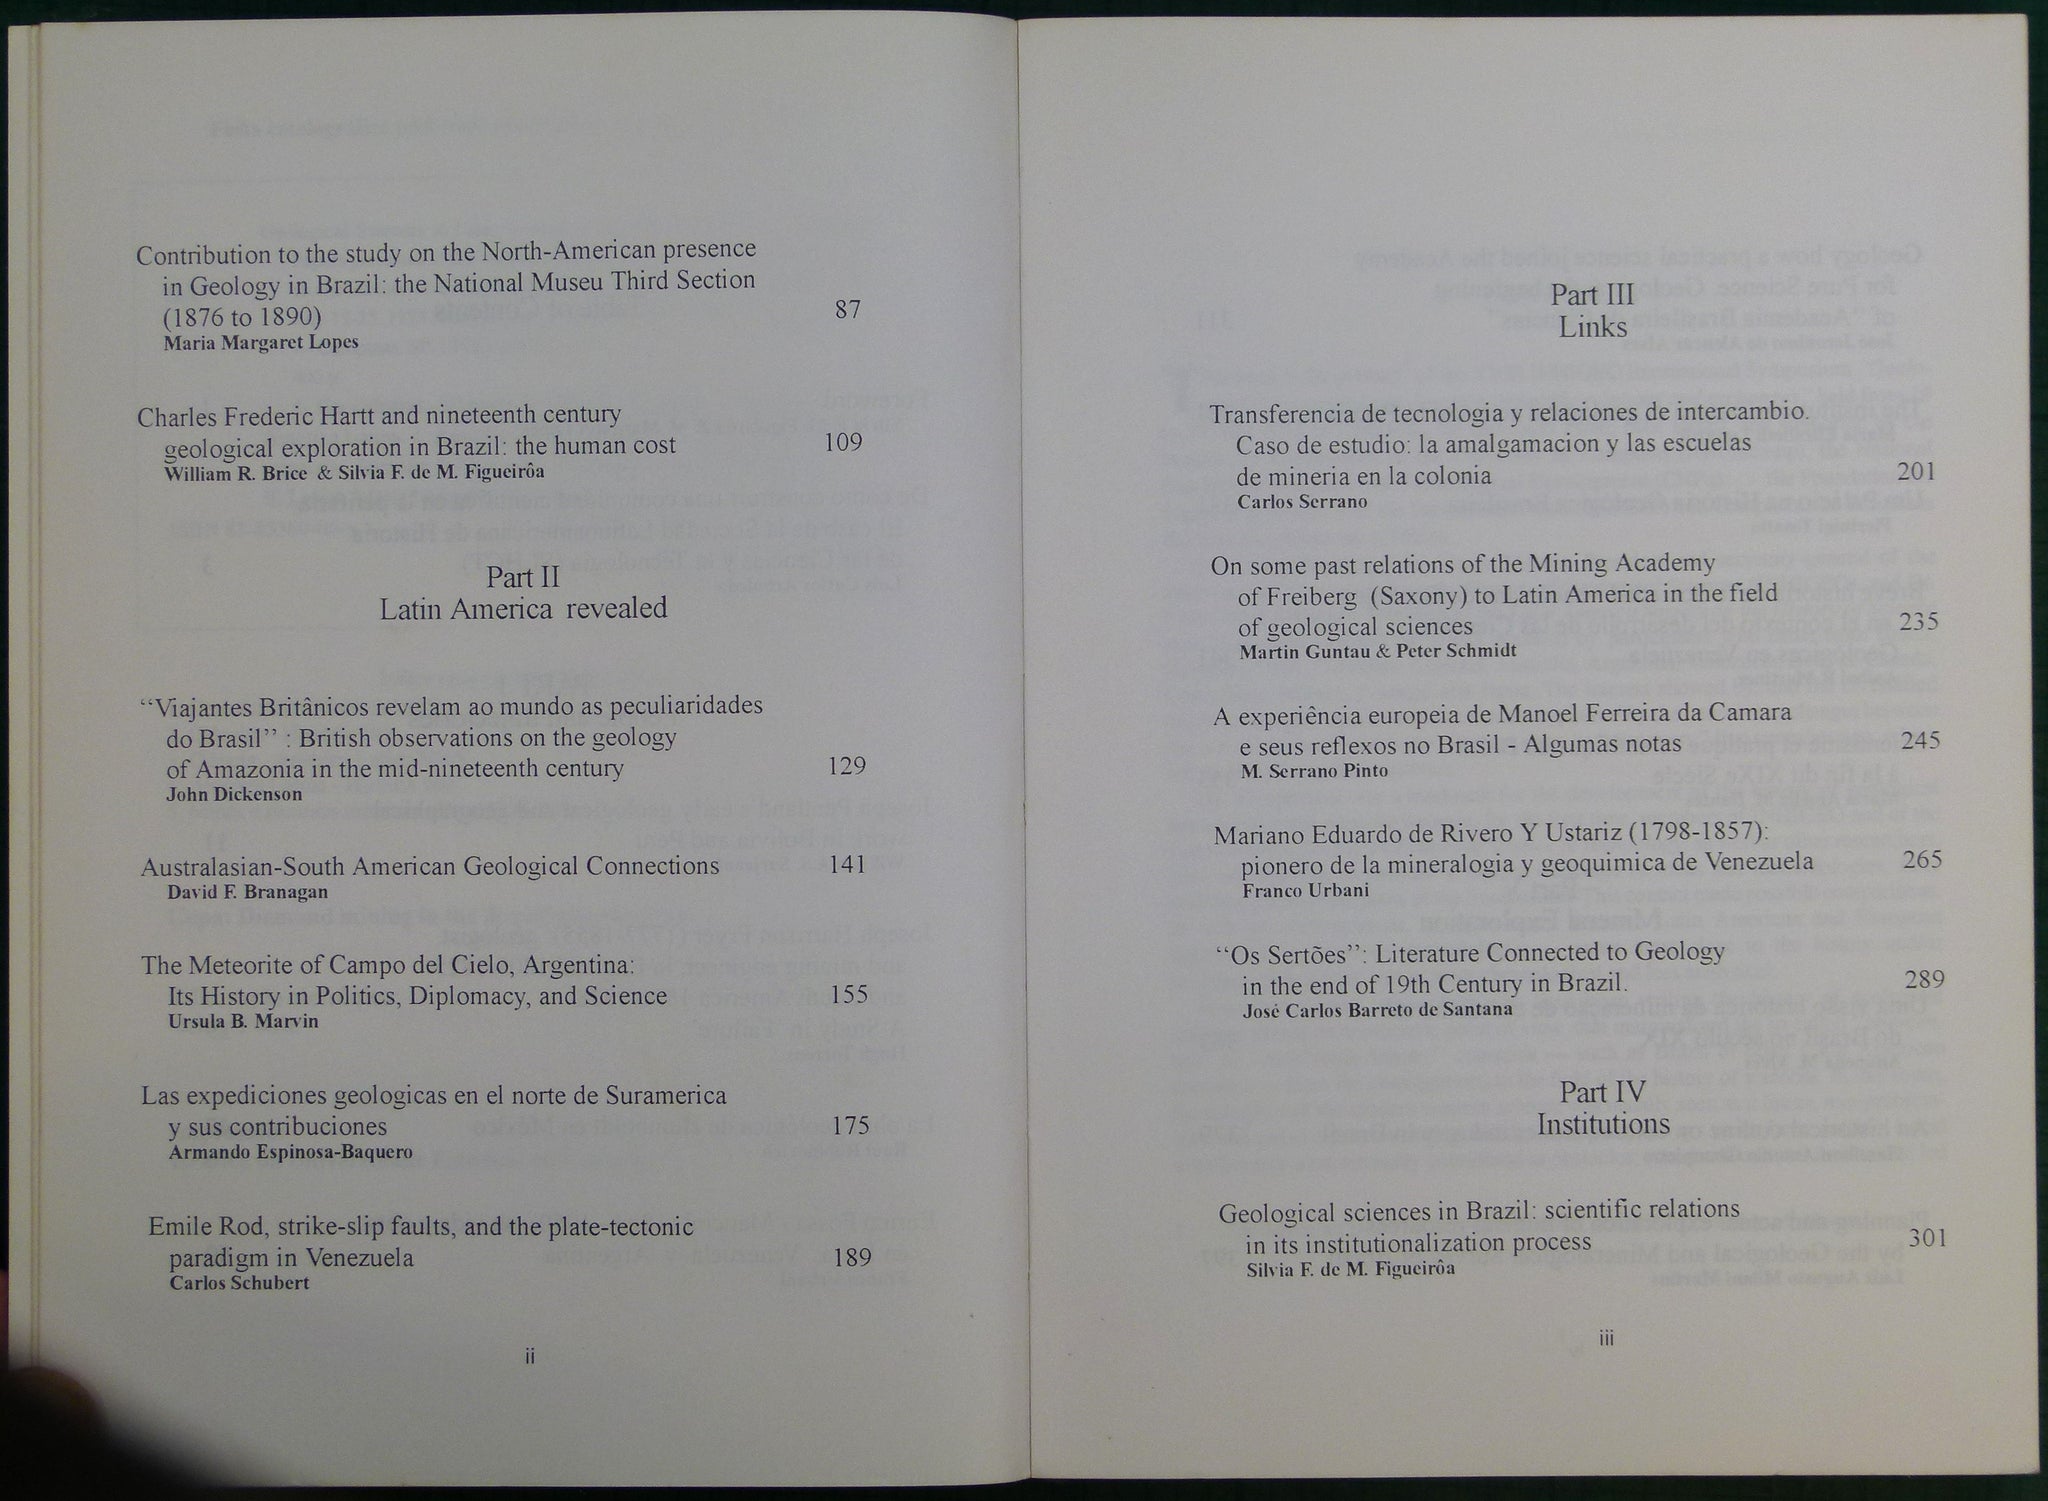 Contribution to the study on the North-American presence
in Geology in Brazil: the National Museu Third Section
(1876 to 1890) 87
Maria Margaret Lopes
Charles Frederic Hartt and nineteenth century
geological exploration in Brazil: the human cost 109
William R. Brice & Silvia F. de M. Figueirôa
Part II
Latin America revealed
“Viajantes Britânicos revelam ao mundo as peculiaridades
do Brasil” : British observations on the geology
of Amazonia in the mid-nineteenth century 129
John Dickenson
Australasian-South American Geological Connections 141
David F. Branagan
The Meteorite of Campo del Cielo, Argentina:
Its History in Politics, Diplomacy, and Science 155
Ursula B. Marvin
Las expediciones geologicas en el norte de Suramerica
y sus contribuciones 175
Armando Espinosa-Baquero
Emile Rod, strike-slip faults, and the plate-tectonic
paradigm in Venezuela 189
Carlos Schubert
ii
Part III
Links
Transferencia de tecnologia y relaciones de intercambio.
Caso de estudio: la amalgamacion y las escuelas
de mineria en la colonia 201
Carlos Serrano
On some past relations of the Mining Academy
of Freiberg (Saxony) to Latin America in the field
of geological sciences 235
Martin Guntau & Peter Schmidt
A experiência europeia de Manoel Ferreira da Camara
e seus reflexos no Brasil - Algumas notas 245
M. Serrano Pinto
Mariano Eduardo de Rivero Y Ustariz (1798-1857):
pionero de la mineralogia y geoquimica de Venezuela 265
Franco Urbani
“Os Sertões”: Literature Connected to Geology
in the end of 19th Century in Brazil. 289
José Carlos Barreto de Santana
Part IV
Institutions
Geological sciences in Brazil: scientific relations
in its institutionalization process 301
Silvia F. de M. Figueirôa
iii